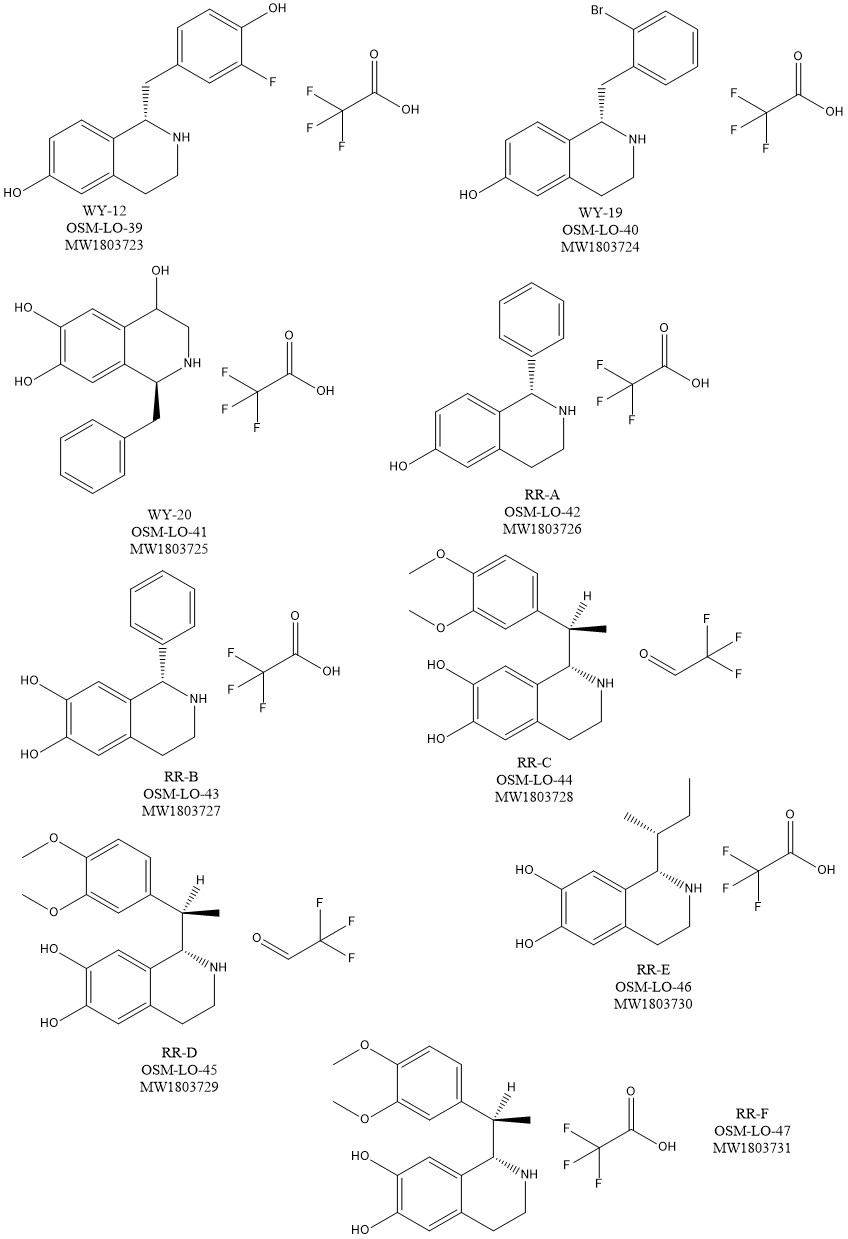 OH
F
NH
HO
O
F
F
F
OH
WY-12
OSM-LO-39
MW1803723
Br
NH
HO
O
F
F
F
OH
WY-19
OSM-LO-40
MW1803724
OH
HO
HO
NH
O
F
F
F
OH
WY-20
OSM-LO-41
MW1803725
NH
HO
O
F
F
F
OH
RR-A
OSM-LO-42
MW1803726
HO
HO
NH
O
F
F
F
OH
RR-B
OSM-LO-43
MW1803727
O
O
H
HO
HO
NH
O
F
F
F
RR-C
OSM-LO-44
MW1803728
O
O
H
HO
HO
NH
O
F
F
F
RR-D
OSM-LO-45
MW1803729
HO
HO
NH
O
F
F
F
OH
RR-E
OSM-LO-46
MW1803730
O
O
H
HO
HO
NH
O
F
F
F
OH
RR-F
OSM-LO-47
MW1803731